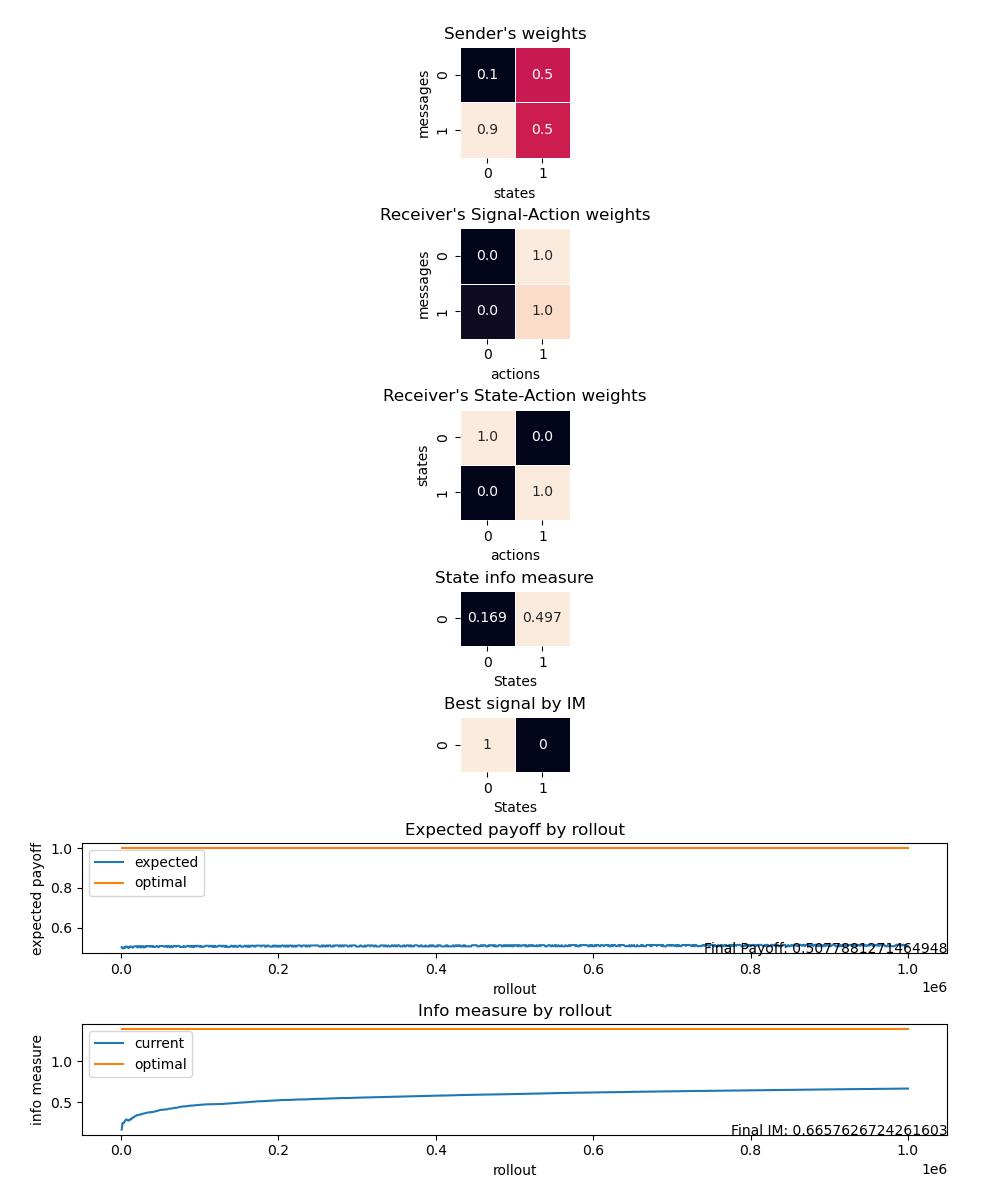 Sender's weights
messages
0
0.1 0.5
1
0.9 0.5
0 1
states
Receiver's Signal-Action weights
messages
0
0.0 1.0
1
0.0 1.0
0 1
actions
Receiver's State-Action weights
states
0
1.0 0.0
1
0.0 1.0
0 1
actions
State info measure
0
0.169 0.497
0 1
States
Best signal by IM
0
1 0
0 1
States
Expected payoff by rollout
expected payoff
1.0
0.8
0.6
expected
optimal
Final Payoff: 0.5077881271464948
0.0 0.2 0.4 0.6 0.8 1.0
1e6
rollout
Info measure by rollout
info measure
1.0
0.5
current
optimal
Final IM: 0.6657626724261603
0.0 0.2 0.4 0.6 0.8 1.0
1e6
rollout